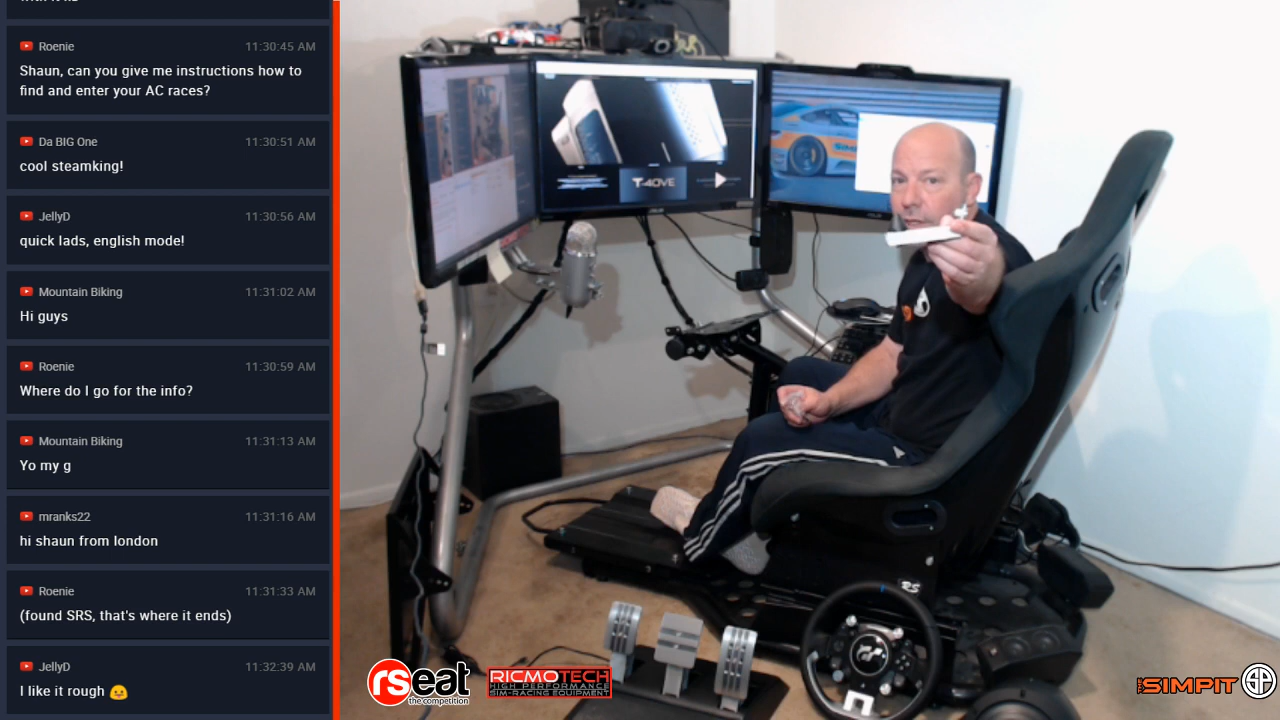 Roenie 11:30:45 AM
Shaun, can you give me instructions how to
find and enter your AC races?
Da BIG One 11:30:51 AM
cool steamking!
JellyD 11:30:56 AM
quick lads, english mode!
Mountain Biking 11:31:02 AM
Hi guys
Roenie 11:30:59 AM
Where do I go for the info?
Mountain Biking 11:31:13 AM
Yo my g
mranks22 11:31:16 AM
hi shaun from london
Roenie 11:31:33 AM
(found SRS, that's where it ends)
JellyD 11:32:39 AM
I like it rough
T-40VE
RS
rseat
the competition
RICMOTECH
HIGH PERFORMANCE
SIM-RACING EQUIPMENT
THE SIMPIT